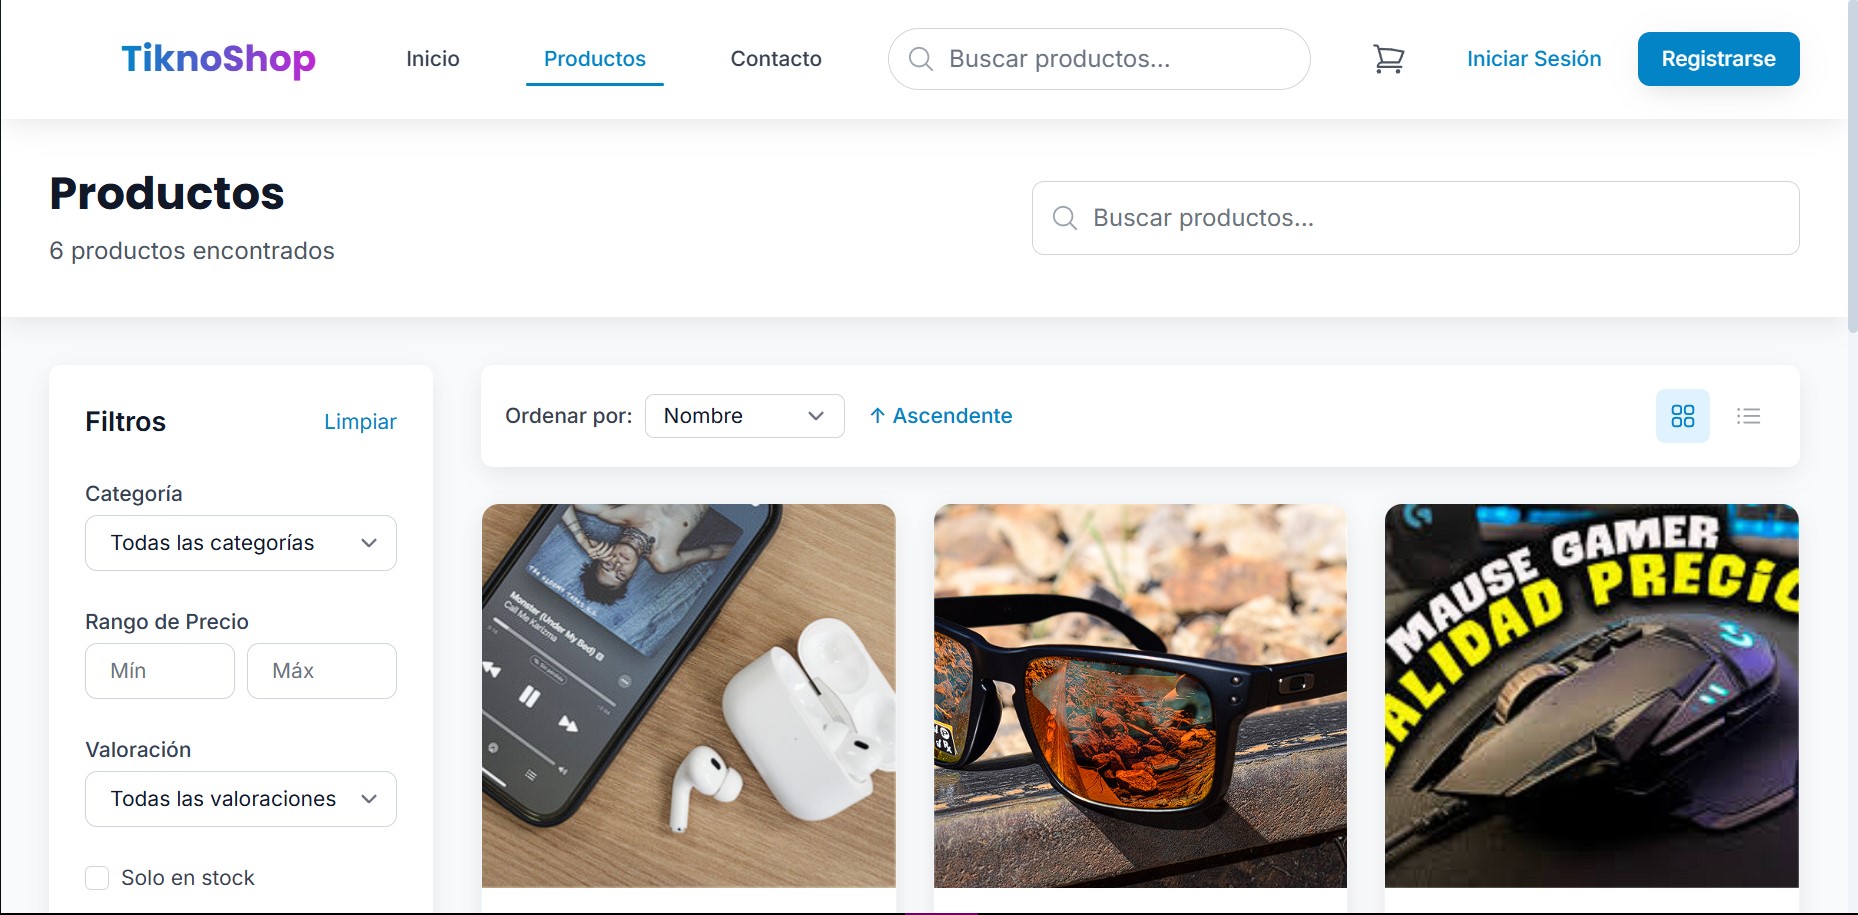 TiknoShop
Inicio
Productos
Contacto
Buscar productos...
Iniciar Sesión
Registrarse
Productos
6 productos encontrados
Buscar productos...
Filtros
Limpiar
Categoría
Todas las categorías
Rango de Precio
Mín
Máx
Valoración
Todas las valoraciones
Solo en stock
Ordenar por:
Nombre
Ascendente
Monster (Under My Bed)
Call Me Karizma
MAUSE GAMER
ALIDAD PRECIO